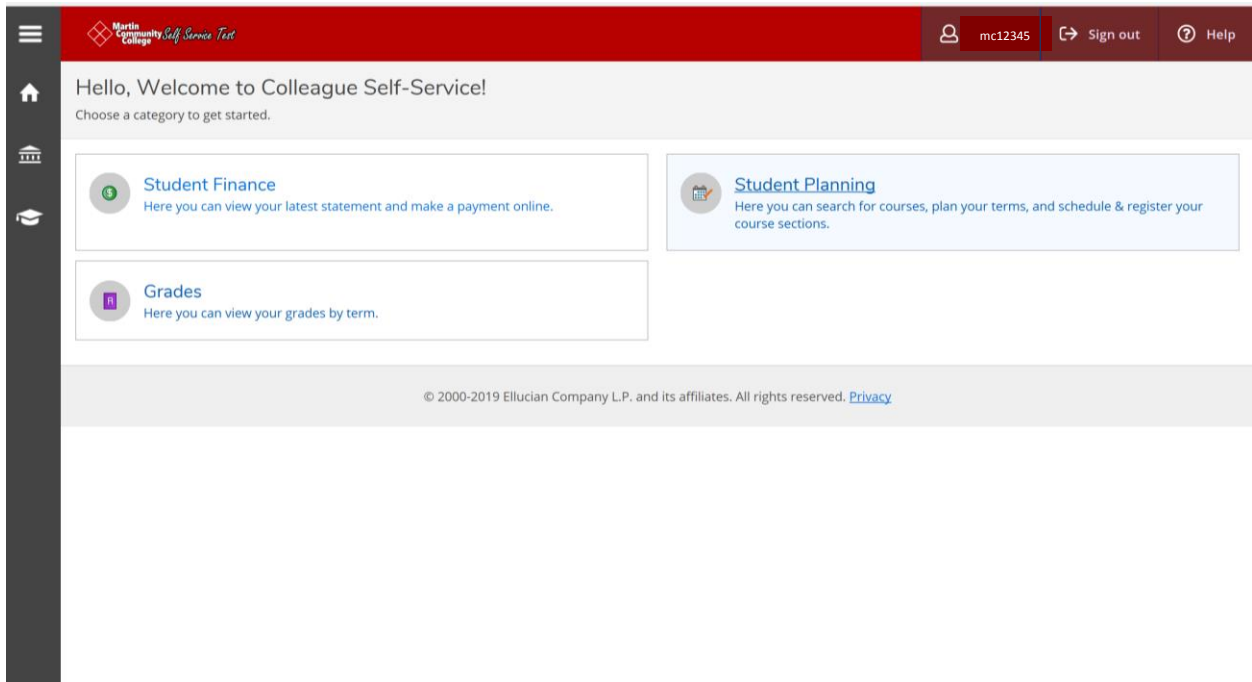 Martin
Community
College
Self Service Test
mc12345
Sign out
Help
Hello, Welcome to Colleague Self-Service!
Choose a category to get started.
Student Finance
Here you can view your latest statement and make a payment online.
Student Planning
Here you can search for courses, plan your terms, and schedule & register your
course sections.
Grades
Here you can view your grades by term.
© 2000-2019 Ellucian Company L.P. and its affiliates. All rights reserved. Privacy